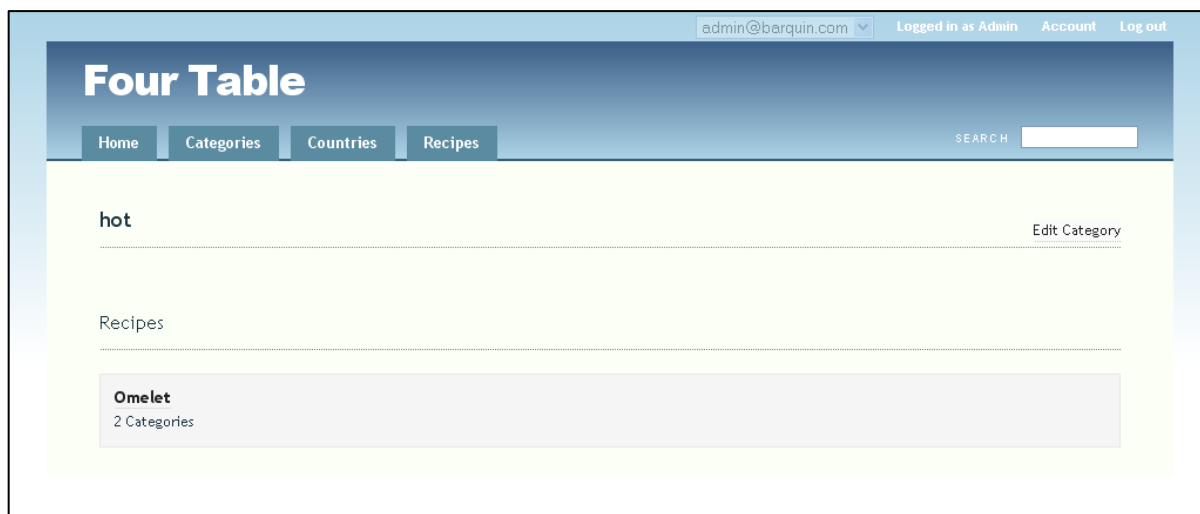 admin@barquin.com Logged in as Admin Account Log out
Four Table
Home Categories Countries Recipes SEARCH
hot
Edit Category
Recipes
Omelet
2 Categories